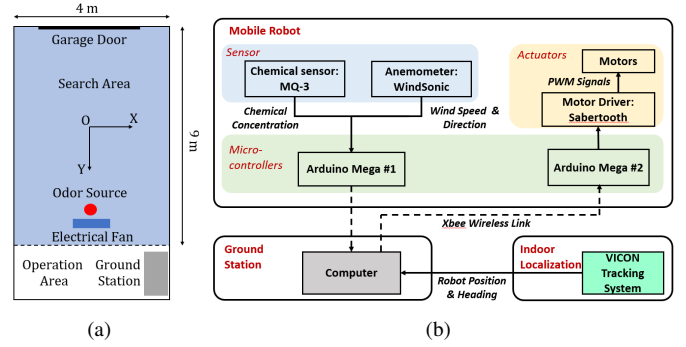 4 m
Garage Door
Search Area
O
X
Y
9 m
Odor Source
Electrical Fan
Operation
Area
Ground
Station
(a)
Mobile Robot
Sensor
Chemical sensor:
MQ-3
Anemometer:
WindSonic
Chemical
Concentration
Wind Speed &
Direction
Actuators
Motors
PWM Signals
Motor Driver:
Sabertooth
Micro-
controllers
Arduino Mega #1
Arduino Mega #2
Xbee Wireless Link
Ground
Station
Computer
Robot Position
& Heading
Indoor
Localization
VICON
Tracking
System
(b)